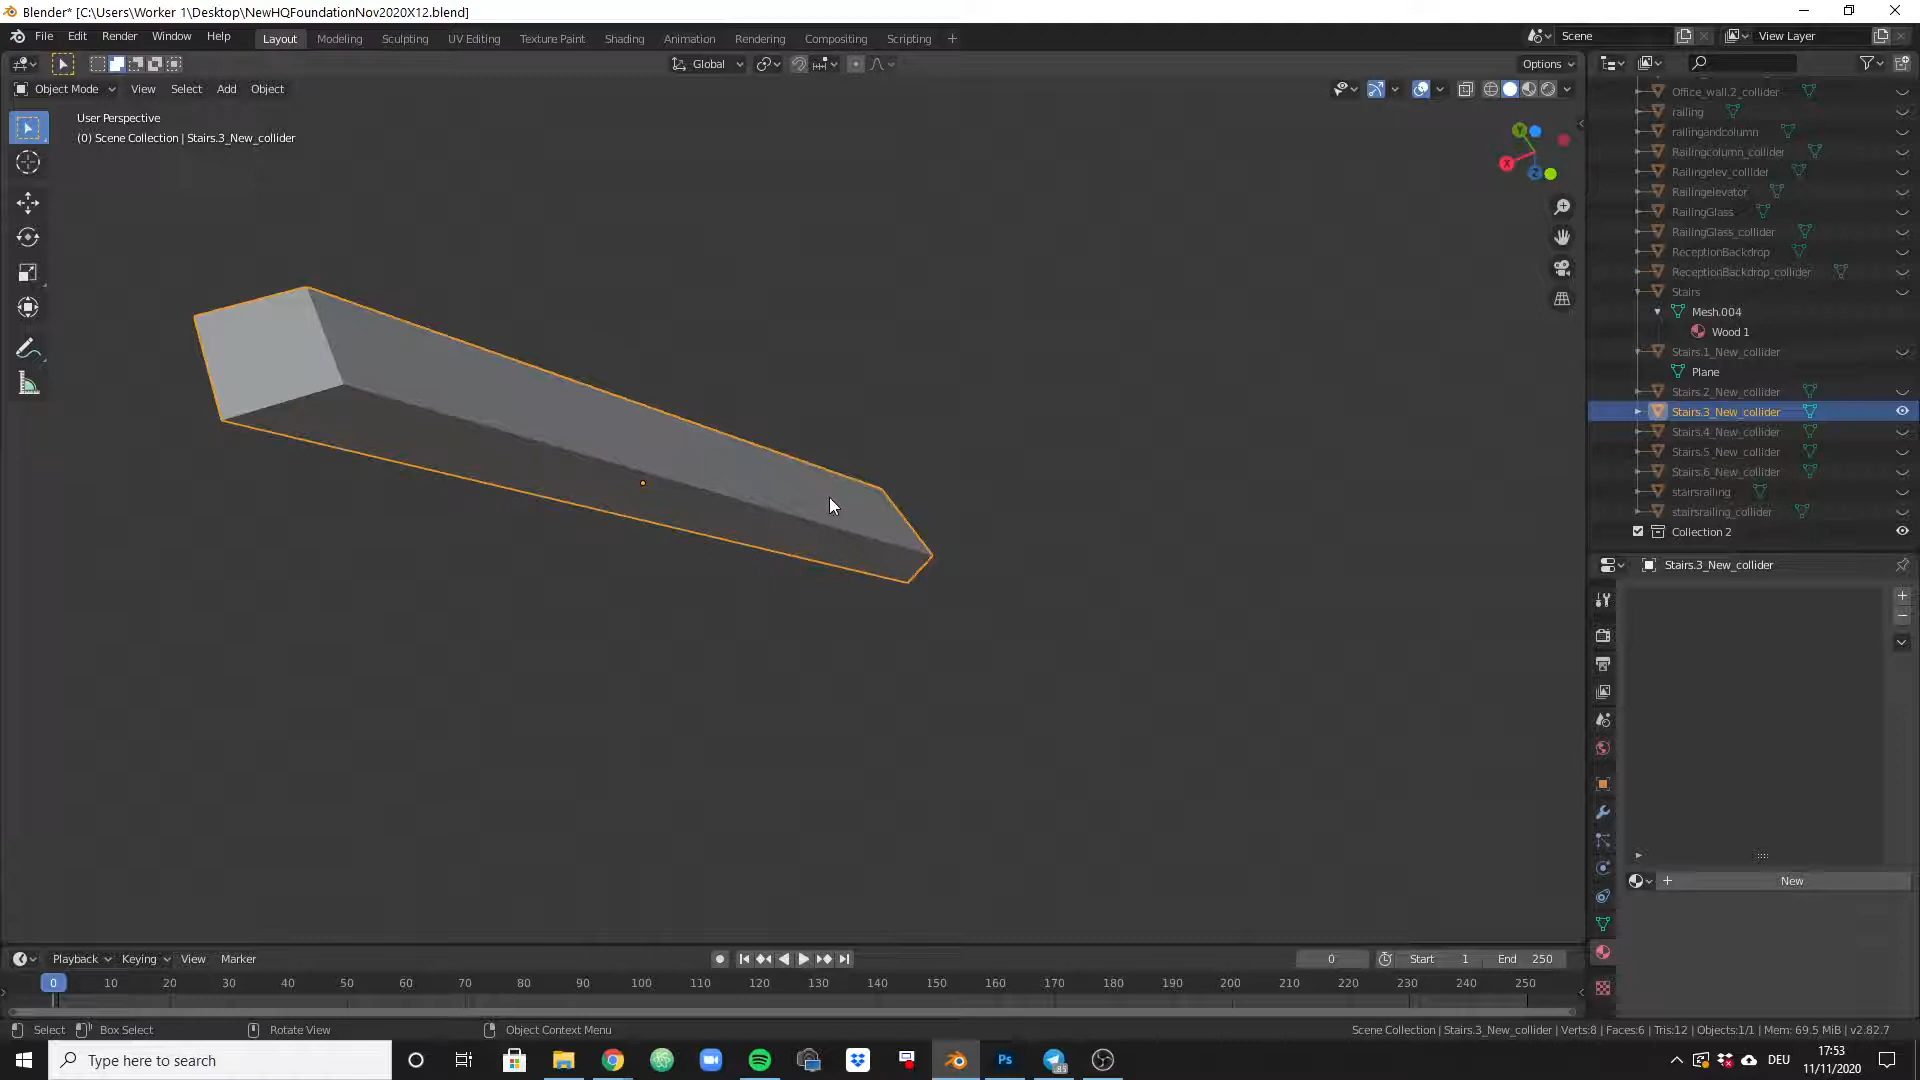 Blender* [C:\Users\Worker 1\Desktop\NewHQFoundationNov2020X12.blend]
File Edit Render Window Help Layout Modeling Sculpting UV Editing Texture Paint Shading Animation Rendering Compositing Scripting + Scene View Layer
Global Options
Object Mode View Select Add Object
User Perspective
(0) Scene Collection | Stairs.3_New_collider
Y
X
Z
Office_wall.2_collider
railing
railingandcolumn
Railingcolumn_collider
Railingelev_collider
Railingelevator
RailingGlass
RailingGlass_collider
ReceptionBackdrop
ReceptionBackdrop_collider
Stairs
Mesh.004
Wood 1
Stairs.1_New_collider
Plane
Stairs.2_New_collider
Stairs.3_New_collider
Stairs.4_New_collider
Stairs.5_New_collider
Stairs.6_New_collider
stairsrailing
stairsrailing_collider
Collection 2
Stairs.3_New_collider
New
Playback Keying View Marker 0 Start 1 End 250
0 10 20 30 40 50 60 70 80 90 100 110 120 130 140 150 160 170 180 190 200 210 220 230 240 250
Select Box Select Rotate View Object Context Menu Scene Collection | Stairs.3_New_collider | Verts:8 | Faces:6 | Tris:12 | Objects:1/1 | Mem: 69.5 MiB | v2.82.7
Type here to search Ps 85 DEU 17:53
11/11/2020